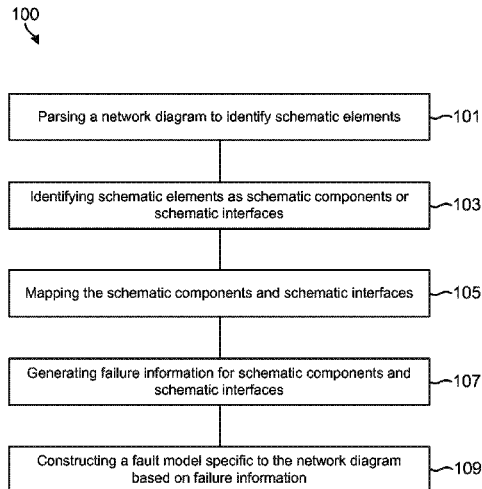 100
Parsing a network diagram to identify schematic elements
101
Identifying schematic elements as schematic components or
schematic interfaces
103
Mapping the schematic components and schematic interfaces
105
Generating failure information for schematic components and
schematic interfaces
107
Constructing a fault model specific to the network diagram
based on failure information
109